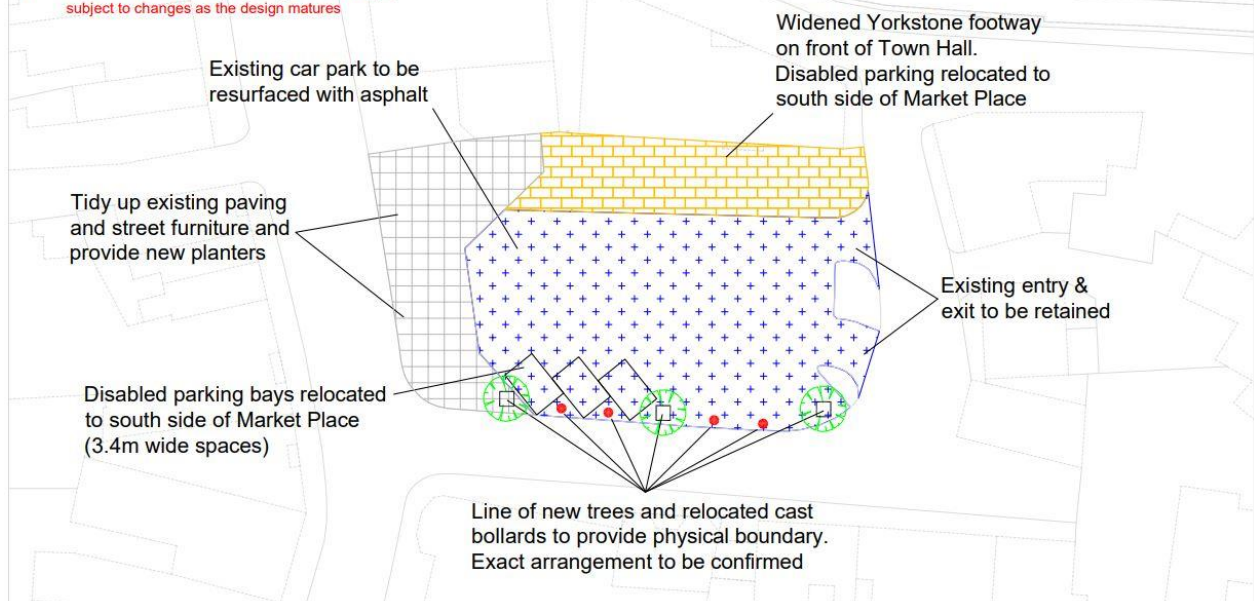 subject to changes as the design matures
Widened Yorkstone footway
on front of Town Hall.
Disabled parking relocated to
south side of Market Place
Existing car park to be
resurfaced with asphalt
Tidy up existing paving
and street furniture and
provide new planters
Existing entry &
exit to be retained
Disabled parking bays relocated
to south side of Market Place
(3.4m wide spaces)
Line of new trees and relocated cast
bollards to provide physical boundary.
Exact arrangement to be confirmed